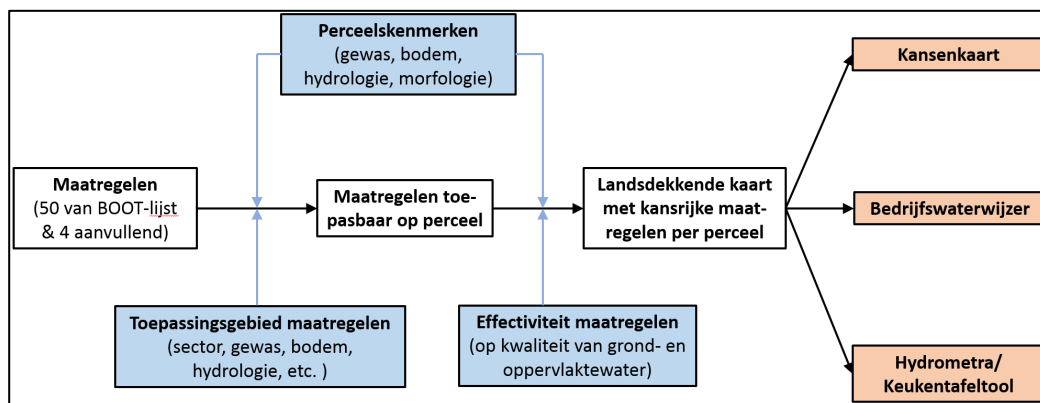 Perceelskenmerken
(gewas, bodem,
hydrologie, morfologie)
Kansenkaart
Maatregelen
(50 van BOOT-lijst
& 4 aanvullend)
Maatregelen toe-
pasbaar op perceel
Landsdekkende kaart
met kansrijke maat-
regelen per perceel
Bedrijfswaterwijzer
Toepassingsgebied maatregelen
(sector, gewas, bodem,
hydrologie, etc. )
Effectiviteit maatregelen
(op kwaliteit van grond- en
oppervlaktewater)
Hydrometra/
Keukentafeltool